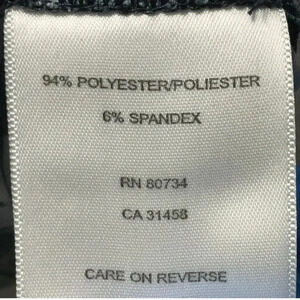 94% POLYESTER/POLIESTER
6% SPANDEX
RN 80734
CA 31458
CARE ON REVERSE